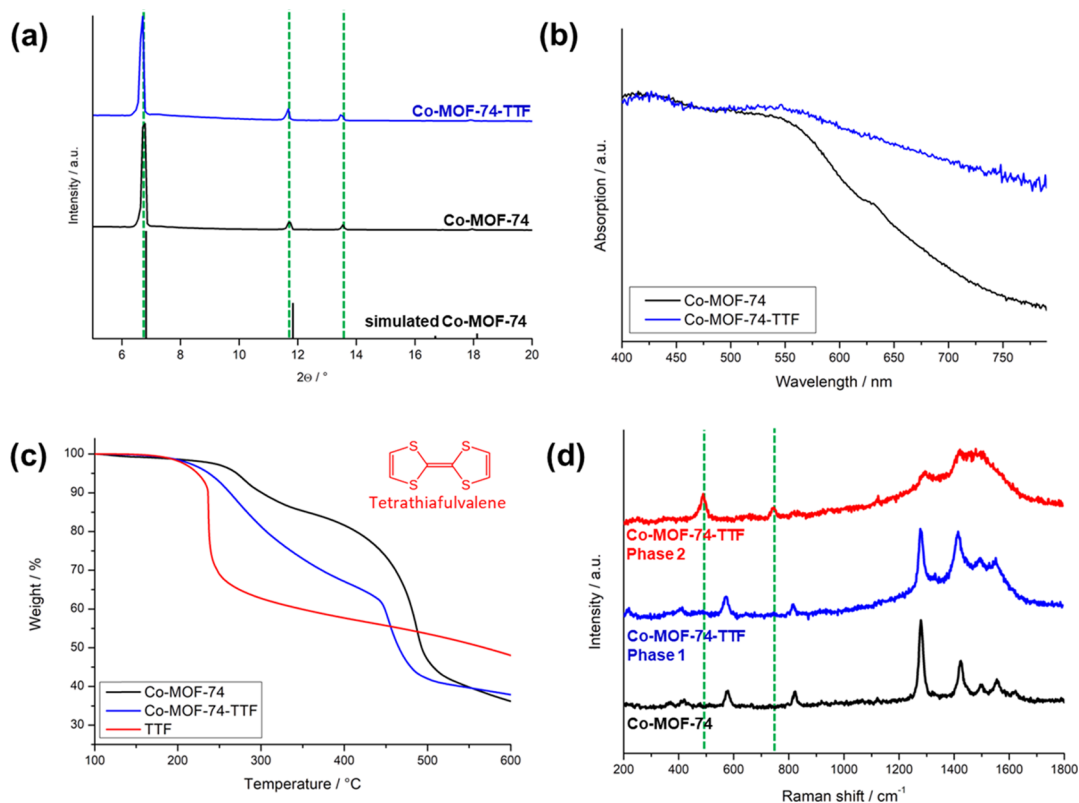 (a)
Intensity / a.u.
Co-MOF-74-TTF
Co-MOF-74
simulated Co-MOF-74
6 8 10 12 14 16 18 20
2Θ / °
(b)
Absorption / a.u.
Co-MOF-74
Co-MOF-74-TTF
400 450 500 550 600 650 700 750
Wavelength / nm
(c)
Weight / %
100
90
80
70
60
50
40
30
S S
S S
Tetrathiafulvalene
Co-MOF-74
Co-MOF-74-TTF
TTF
100 200 300 400 500 600
Temperature / °C
(d)
Intensity / a.u.
Co-MOF-74-TTF
Phase 2
Co-MOF-74-TTF
Phase 1
Co-MOF-74
200 400 600 800 1000 1200 1400 1600 1800
Raman shift / cm⁻¹